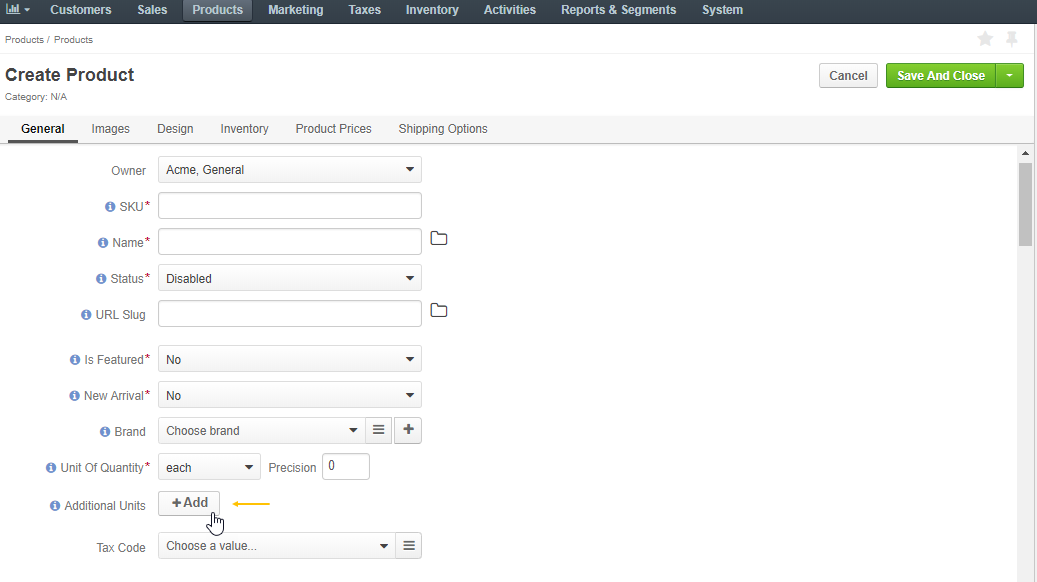 Customers Sales Products Marketing Taxes Inventory Activities Reports & Segments System
Products / Products
Create Product
Cancel Save And Close
Category: N/A
General Images Design Inventory Product Prices Shipping Options
Owner Acme, General
SKU*
Name*
Status* Disabled
URL Slug
Is Featured* No
New Arrival* No
Brand Choose brand
Unit Of Quantity* each Precision 0
Additional Units +Add
Tax Code Choose a value...